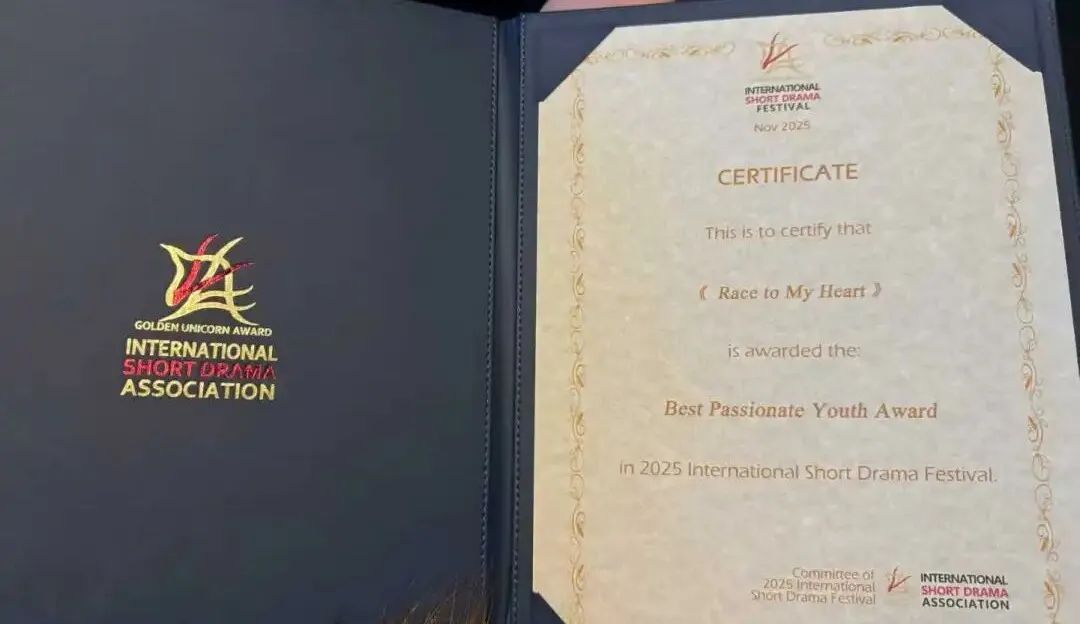 GOLDEN UNICORN AWARD
INTERNATIONAL
SHORT DRAMA
ASSOCIATION
INTERNATIONAL
SHORT DRAMA
FESTIVAL
Nov 2025
CERTIFICATE
This is to certify that
《 Race to My Heart 》
is awarded the:
Best Passionate Youth Award
in 2025 International Short Drama Festival.
Committee of
2025 International
Short Drama Festival
INTERNATIONAL
SHORT DRAMA
ASSOCIATION